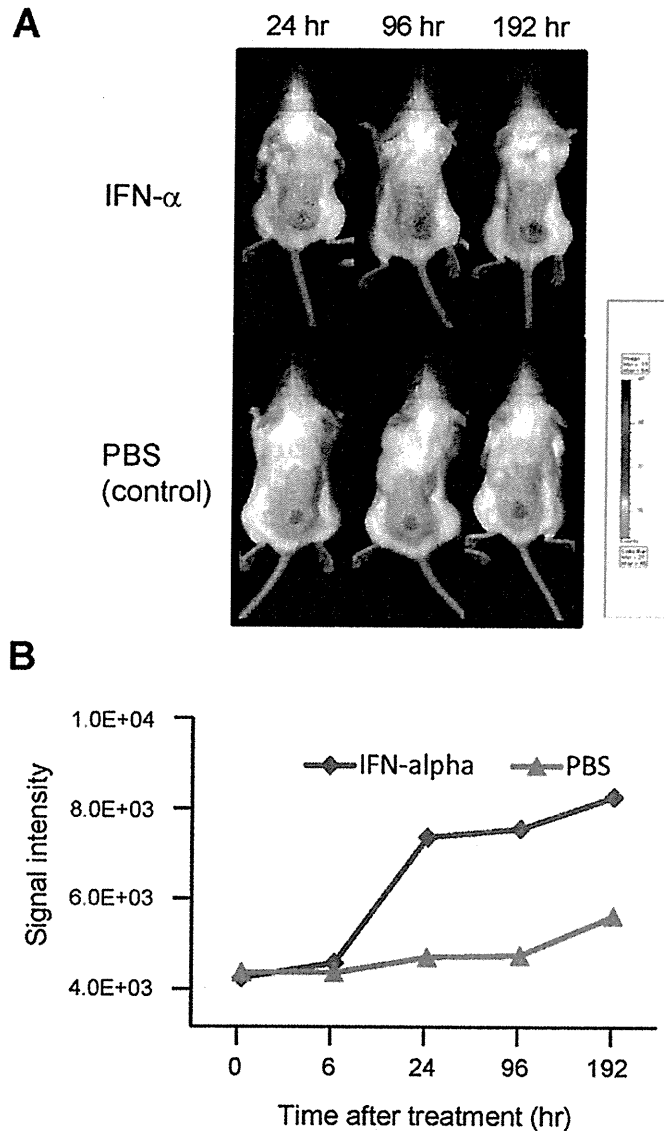 A
24 hr 96 hr 192 hr
IFN-α
PBS
(control)
B
1.0E+04
8.0E+03
6.0E+03
4.0E+03
Signal intensity
IFN-alpha PBS
0 6 24 96 192
Time after treatment (hr)